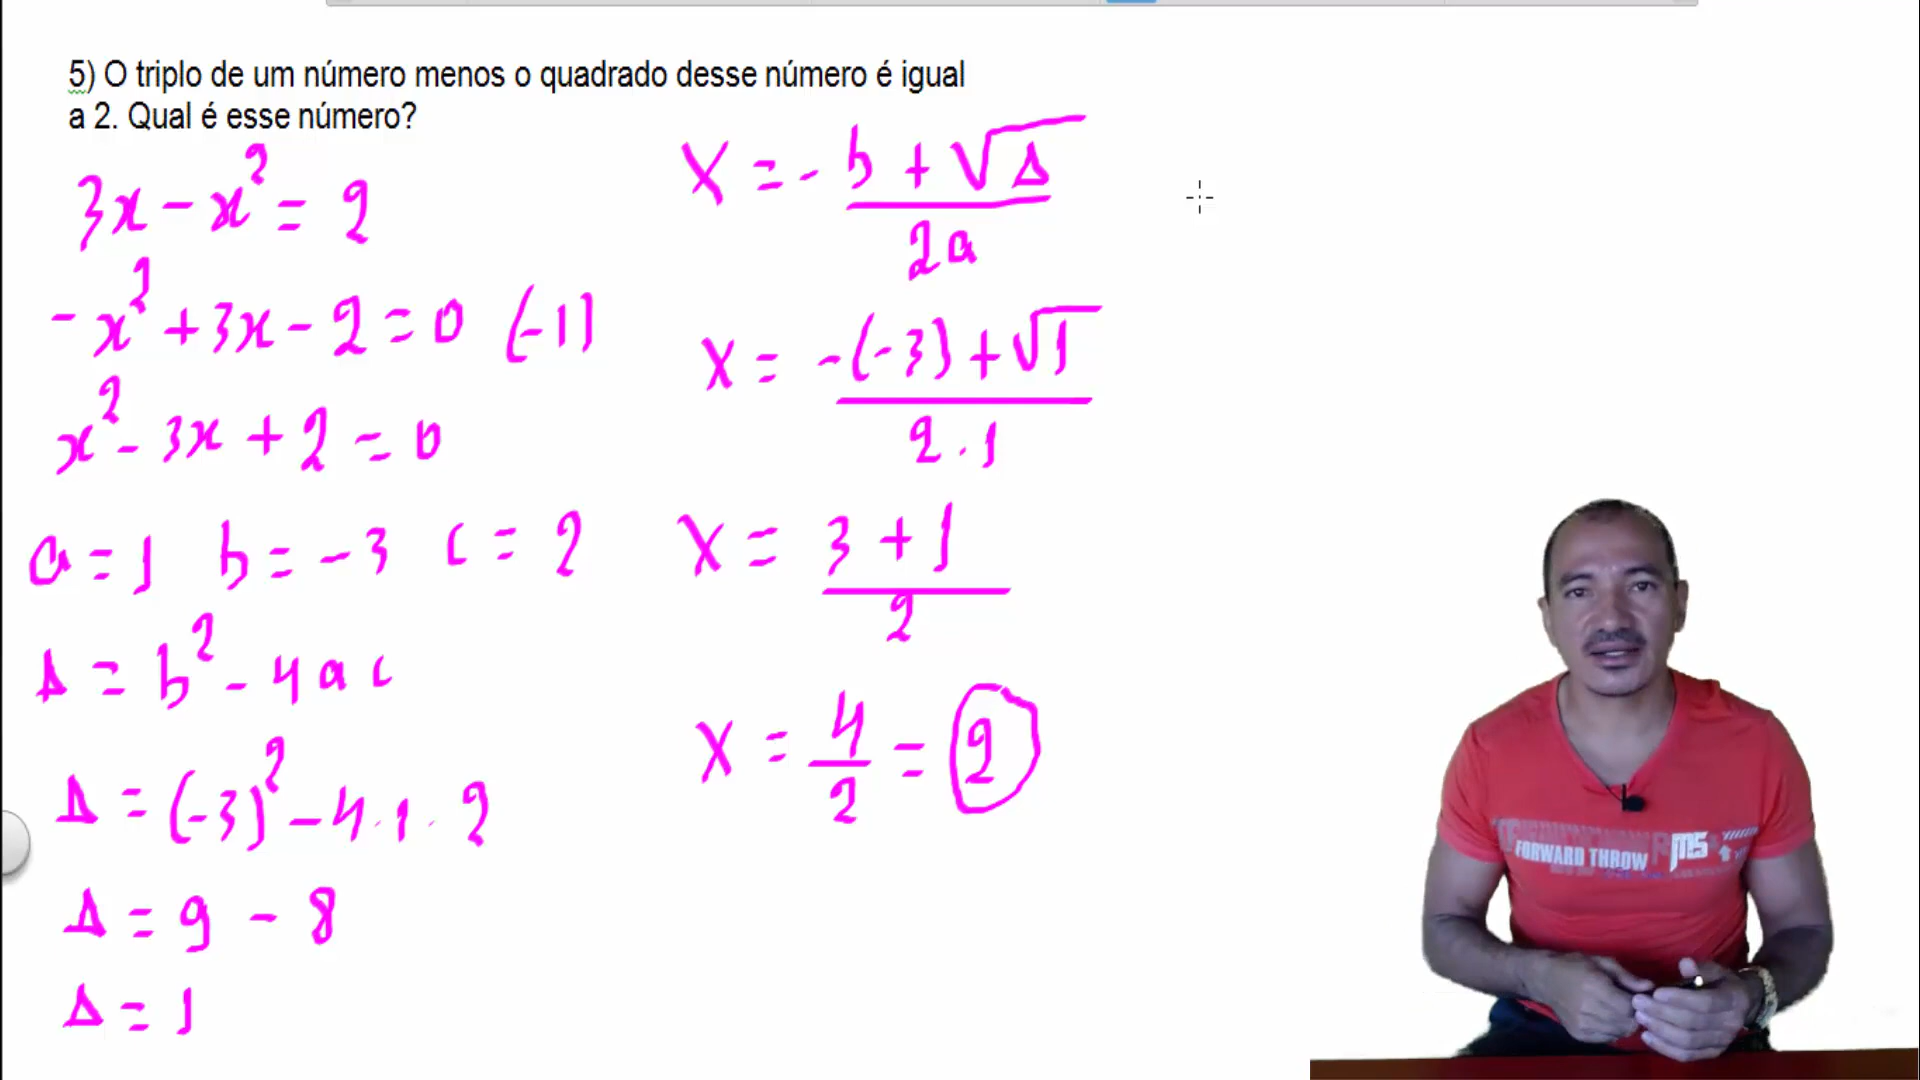 5) O triplo de um número menos o quadrado desse número é igual
a 2. Qual é esse número?
3x - x² = 2
-x² + 3x - 2 = 0 (-1)
x² - 3x + 2 = 0
a = 1 b = -3 c = 2
Δ = b² - 4ac
Δ = (-3)² - 4.1.2
Δ = 9 - 8
Δ = 1
X = -b + √Δ
2a
X = -(-3) + √1
2.1
X = 3 + 1
2
X = 4/2 = 2
FORWARD THROW